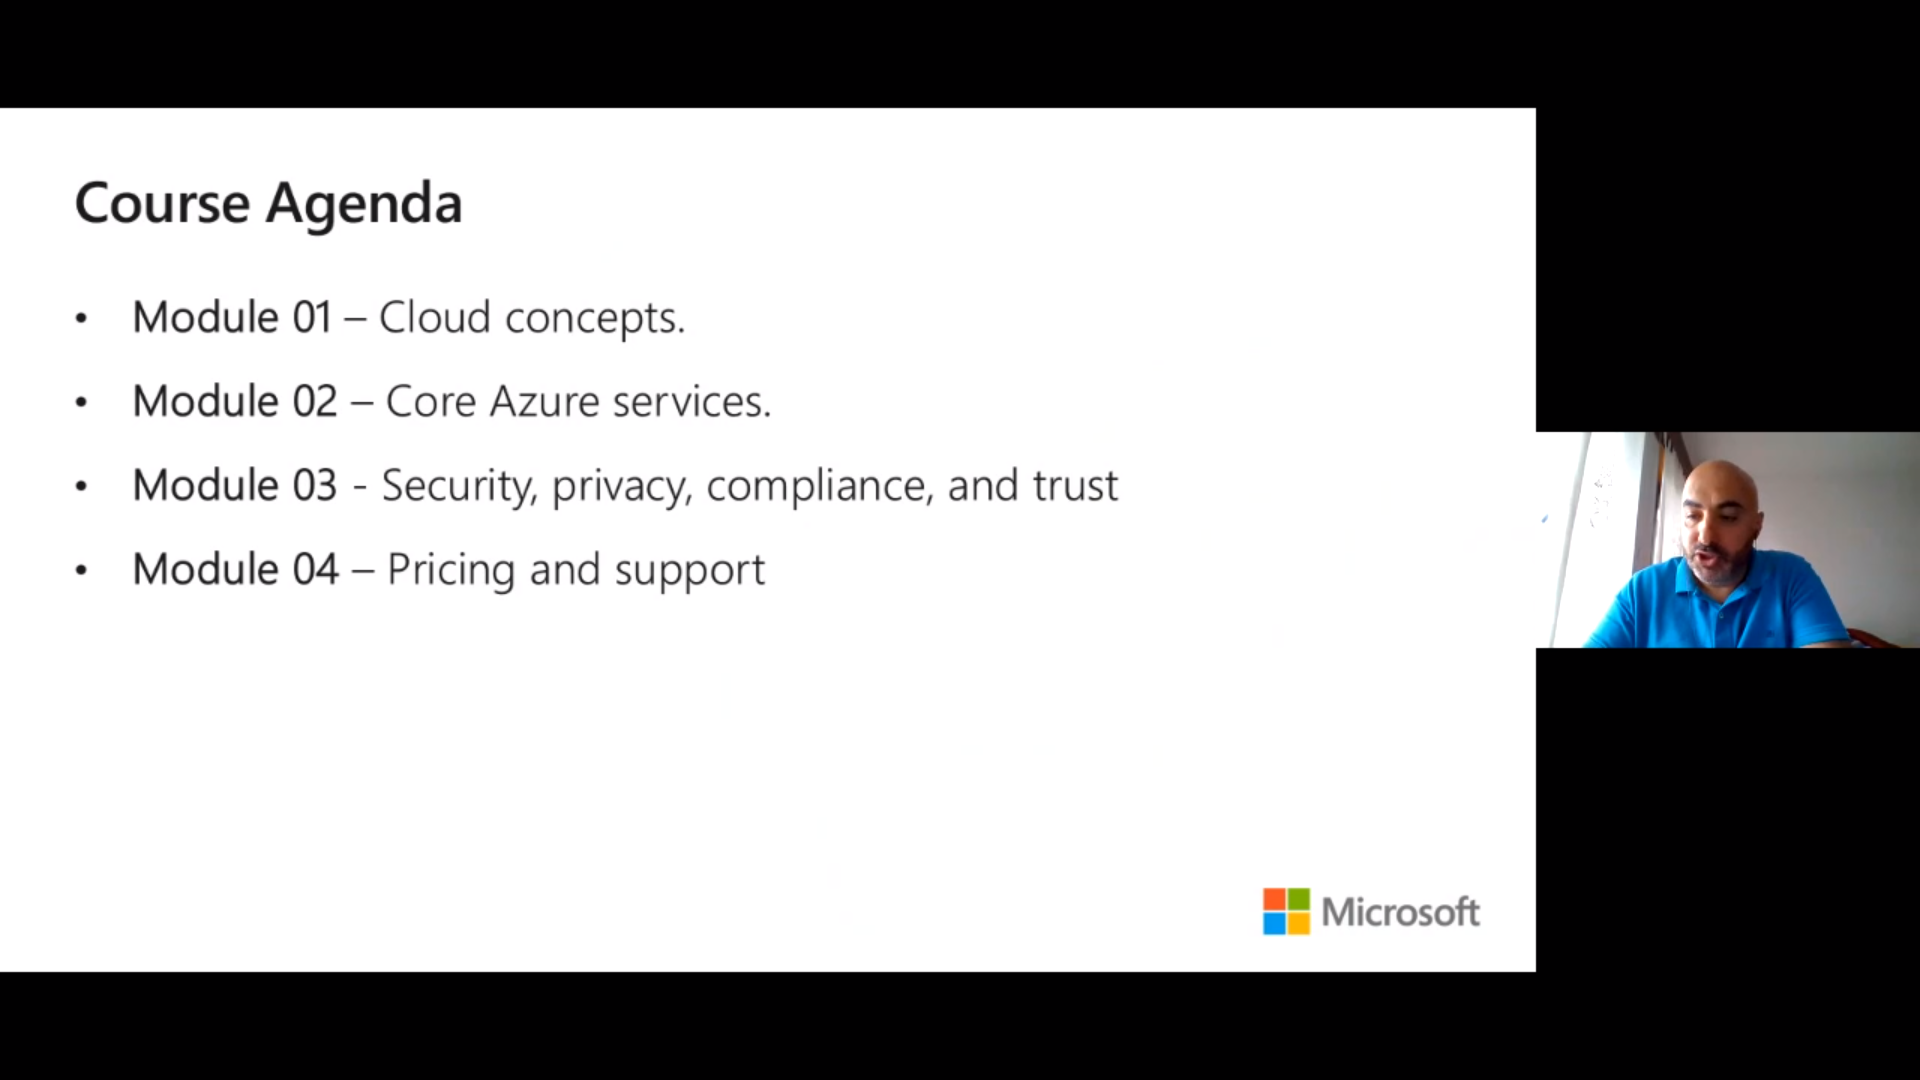 Course Agenda
• Module 01 – Cloud concepts.
• Module 02 – Core Azure services.
• Module 03 - Security, privacy, compliance, and trust
• Module 04 – Pricing and support
Microsoft